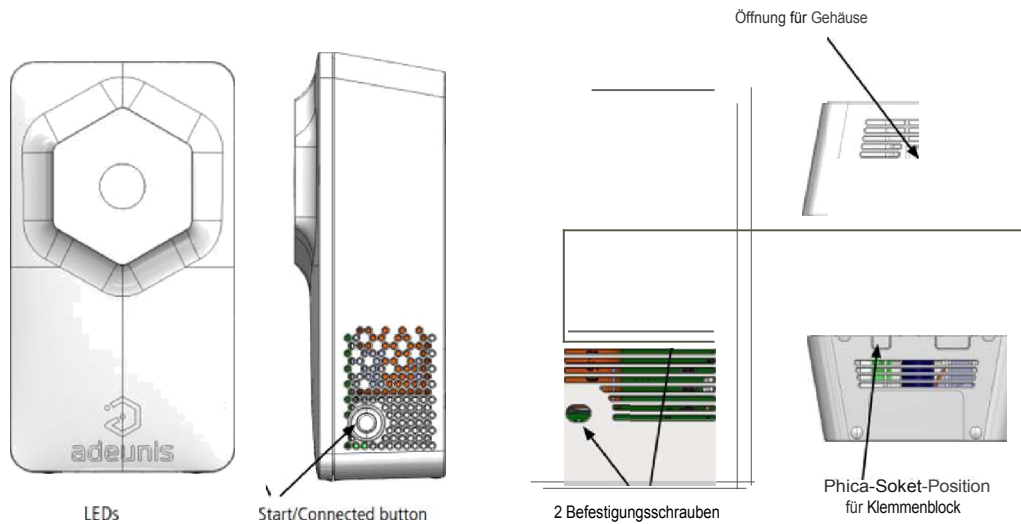 Öffnung für Gehäuse
adeunis
LEDs
Start/Connected button
2 Befestigungsschrauben
Phica-Soket-Position
für Klemmenblock